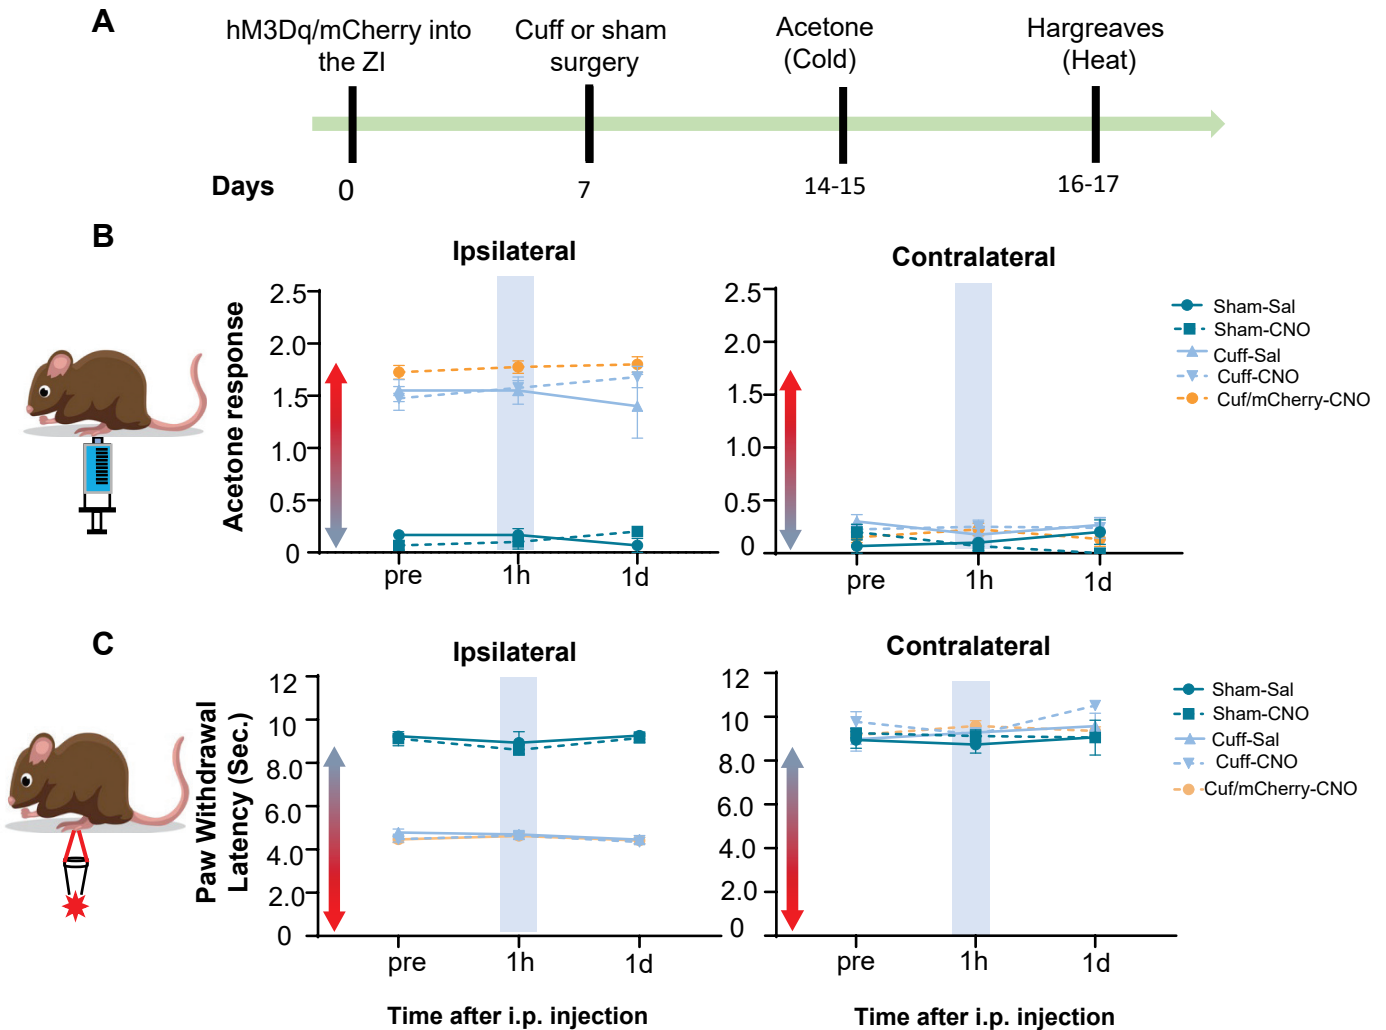 A
hM3Dq/mCherry into
the ZI
Cuff or sham
surgery
Acetone
(Cold)
Hargreaves
(Heat)
Days
0
7
14-15
16-17
B
Ipsilateral
Acetone response
2.5
2.0
1.5
1.0
0.5
0
pre
1h
1d
Contralateral
2.5
2.0
1.5
1.0
0.5
0
pre
1h
1d
Sham-Sal
Sham-CNO
Cuff-Sal
Cuff-CNO
Cuf/mCherry-CNO
C
Ipsilateral
Paw Withdrawal
Latency (Sec.)
12
10
8.0
6.0
4.0
2.0
0
pre
1h
1d
Time after i.p. injection
Contralateral
12
10
8.0
6.0
4.0
2.0
0
pre
1h
1d
Time after i.p. injection
Sham-Sal
Sham-CNO
Cuff-Sal
Cuff-CNO
Cuf/mCherry-CNO